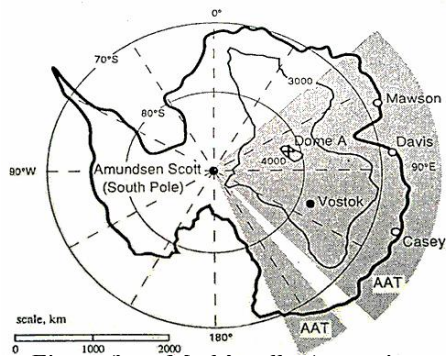 0°
70°S
3000
Mawson
80°S
Dome A
Davis
4000
90°W
Amundsen Scott
(South Pole)
90°E
Vostok
Casey
AAT
scale, km
AAT
0
1000
2000
180°